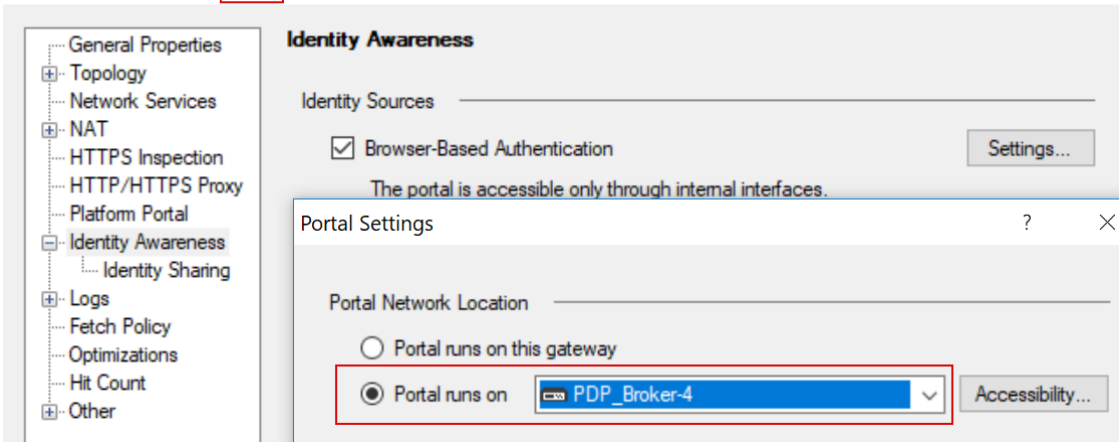 General Properties
Topology
Network Services
NAT
HTTPS Inspection
HTTP/HTTPS Proxy
Platform Portal
Identity Awareness
Identity Sharing
Logs
Fetch Policy
Optimizations
Hit Count
Other
Identity Awareness
Identity Sources
Browser-Based Authentication
Settings...
The portal is accessible only through internal interfaces.
Portal Settings
?
Portal Network Location
Portal runs on this gateway
Portal runs on PDP_Broker-4 Accessibility...